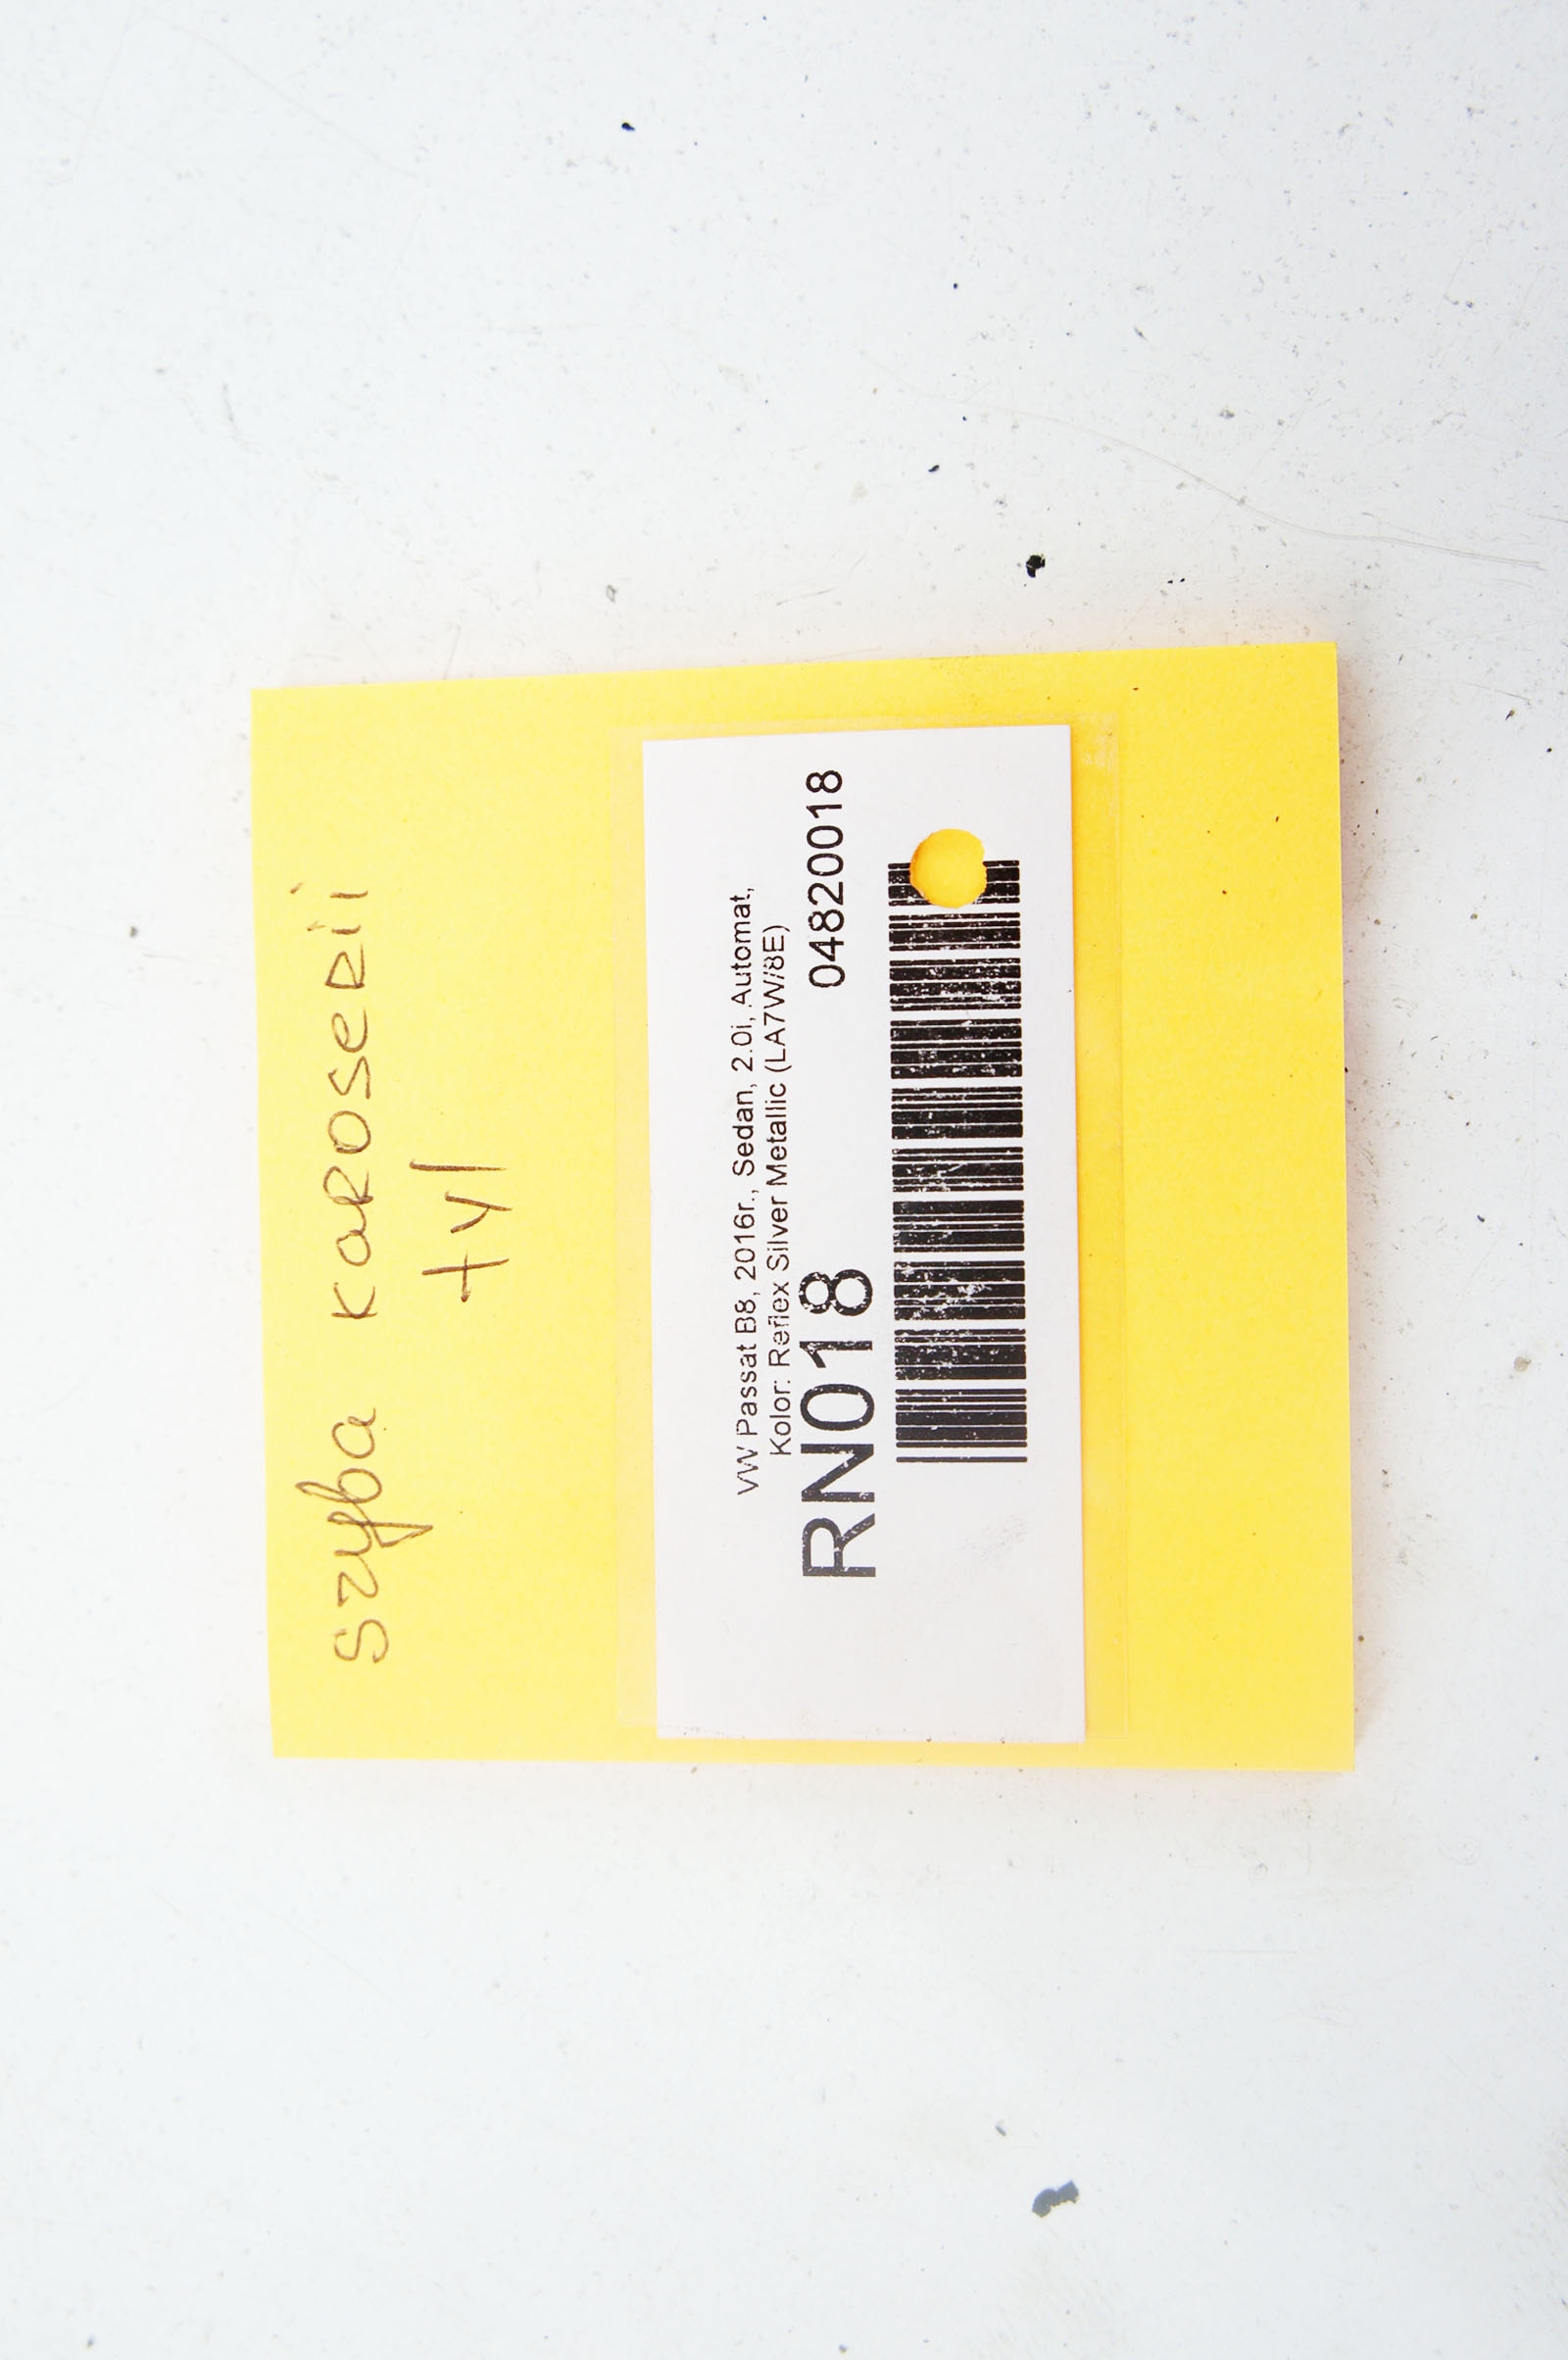 szyba karoserii
tył
VW Passat B8, 2016r., Sedan, 2.0i, Automat,
Kolor: Reflex Silver Metallic (LA7W/8E)
RN018 04820018